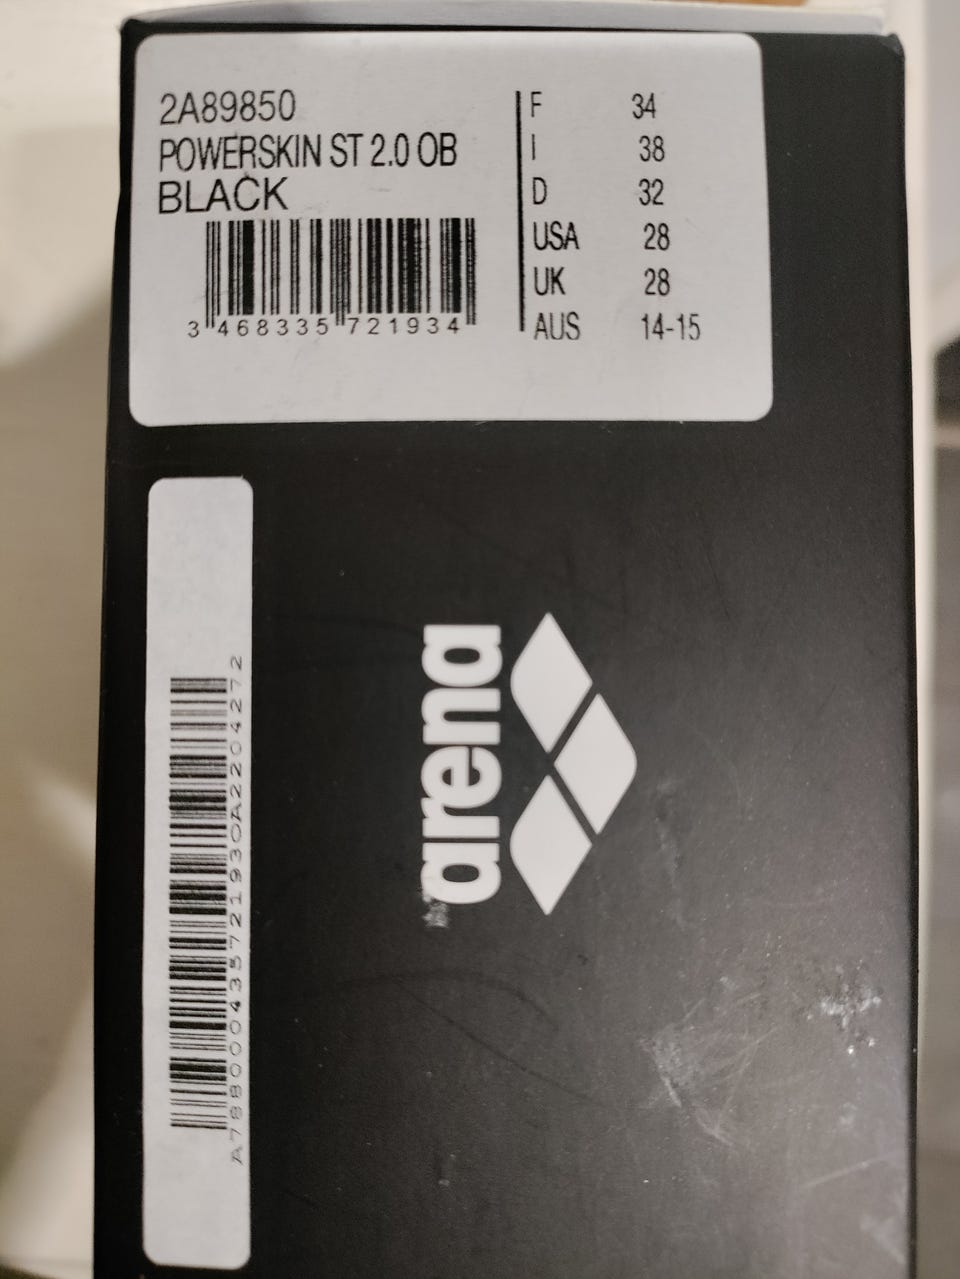 2A89850
POWERSKIN ST 2.0 OB
BLACK
3 468335 721934
F 34
I 38
D 32
USA 28
UK 28
AUS 14-15
arena